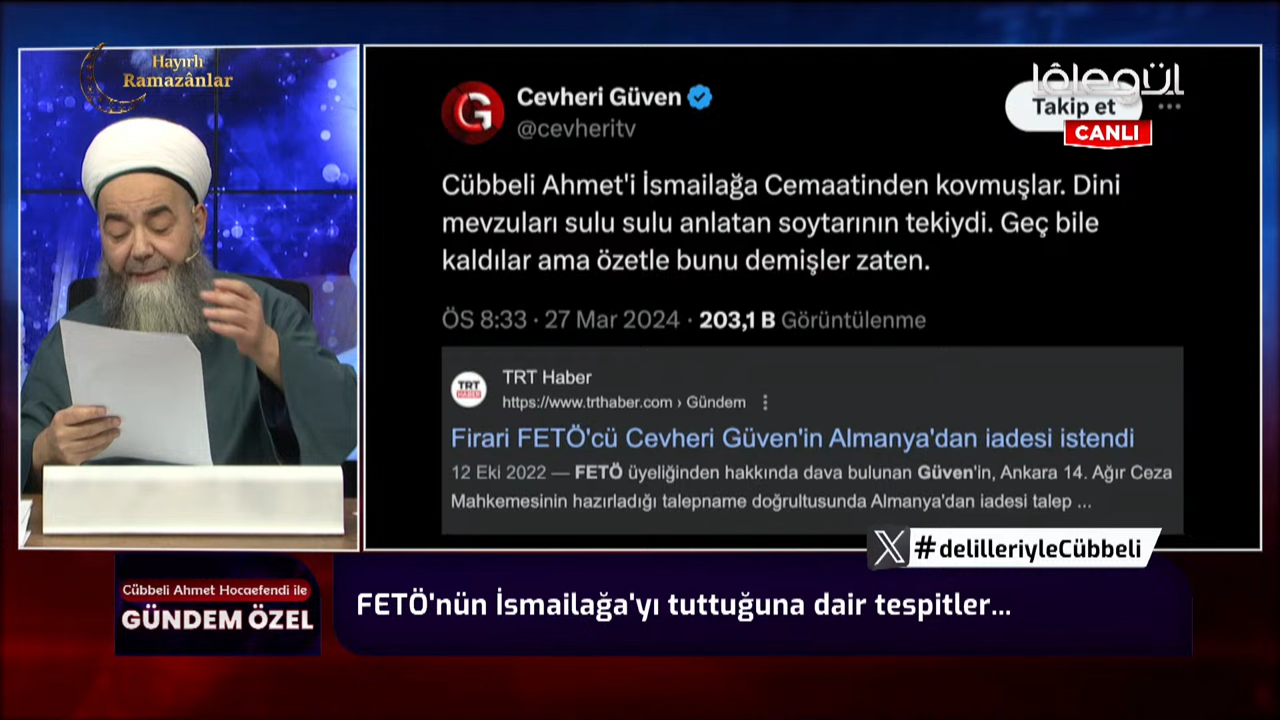 Hayırlı
Ramazânlar
lâlegül
CANLI
Cevheri Güven
@cevheritv
Takip et
Cübbeli Ahmet'i İsmailağa Cemaatinden kovmuşlar. Dini
mevzuları sulu sulu anlatan soytarının tekiydi. Geç bile
kaldılar ama özetle bunu demişler zaten.
ÖS 8:33 · 27 Mar 2024 · 203,1 B Görüntülenme
TRT
HABER
TRT Haber
https://www.trthaber.com › Gündem
Firari FETÖ'cü Cevheri Güven'in Almanya'dan iadesi istendi
12 Eki 2022 — FETÖ üyeliğinden hakkında dava bulunan Güven'in, Ankara 14. Ağır Ceza
Mahkemesinin hazırladığı talepname doğrultusunda Almanya'dan iadesi talep ...
#delilleriyleCübbeli
Cübbeli Ahmet Hocaefendi ile
GÜNDEM ÖZEL
FETÖ'nün İsmailağa'yı tuttuğuna dair tespitler...